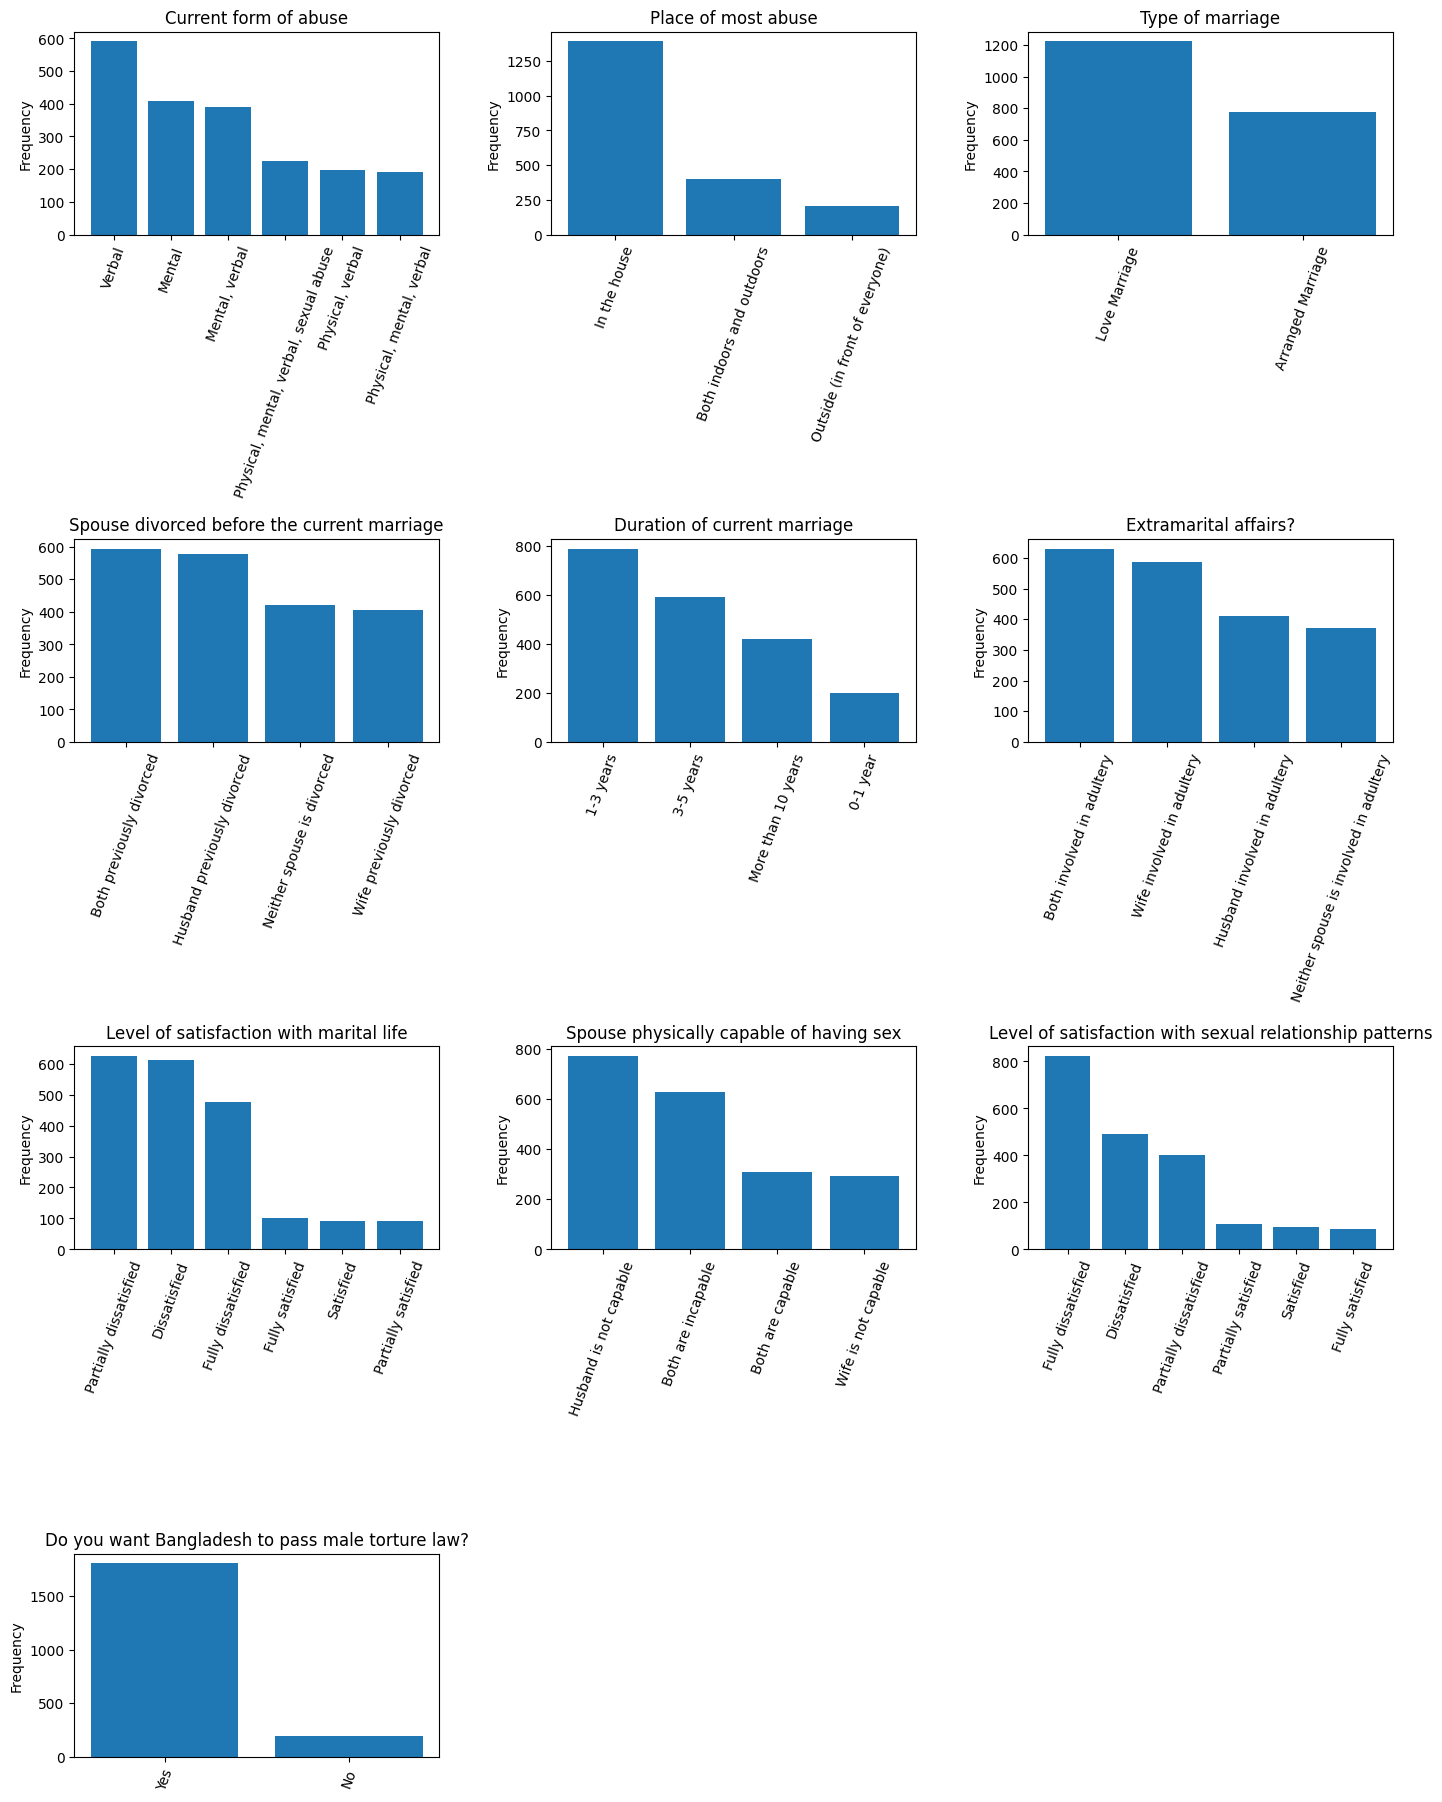 Current form of abuse
Frequency
600
500
400
300
200
100
0
Verbal
Mental
Mental, verbal
Physical, mental, verbal, sexual abuse
Physical, verbal
Physical, mental, verbal
Place of most abuse
Frequency
1250
1000
750
500
250
0
In the house
Both indoors and outdoors
Outside (in front of everyone)
Type of marriage
Frequency
1200
1000
800
600
400
200
0
Love Marriage
Arranged Marriage
Spouse divorced before the current marriage
Frequency
600
500
400
300
200
100
0
Both previously divorced
Husband previously divorced
Neither spouse is divorced
Wife previously divorced
Duration of current marriage
Frequency
800
600
400
200
0
1-3 years
3-5 years
More than 10 years
0-1 year
Extramarital affairs?
Frequency
600
500
400
300
200
100
0
Both involved in adultery
Wife involved in adultery
Husband involved in adultery
Neither spouse is involved in adultery
Level of satisfaction with marital life
Frequency
600
500
400
300
200
100
0
Partially dissatisfied
Dissatisfied
Fully dissatisfied
Fully satisfied
Satisfied
Partially satisfied
Spouse physically capable of having sex
Frequency
800
600
400
200
0
Husband is not capable
Both are incapable
Both are capable
Wife is not capable
Level of satisfaction with sexual relationship patterns
Frequency
800
600
400
200
0
Fully dissatisfied
Dissatisfied
Partially dissatisfied
Partially satisfied
Satisfied
Fully satisfied
Do you want Bangladesh to pass male torture law?
Frequency
1500
1000
500
0
Yes
No